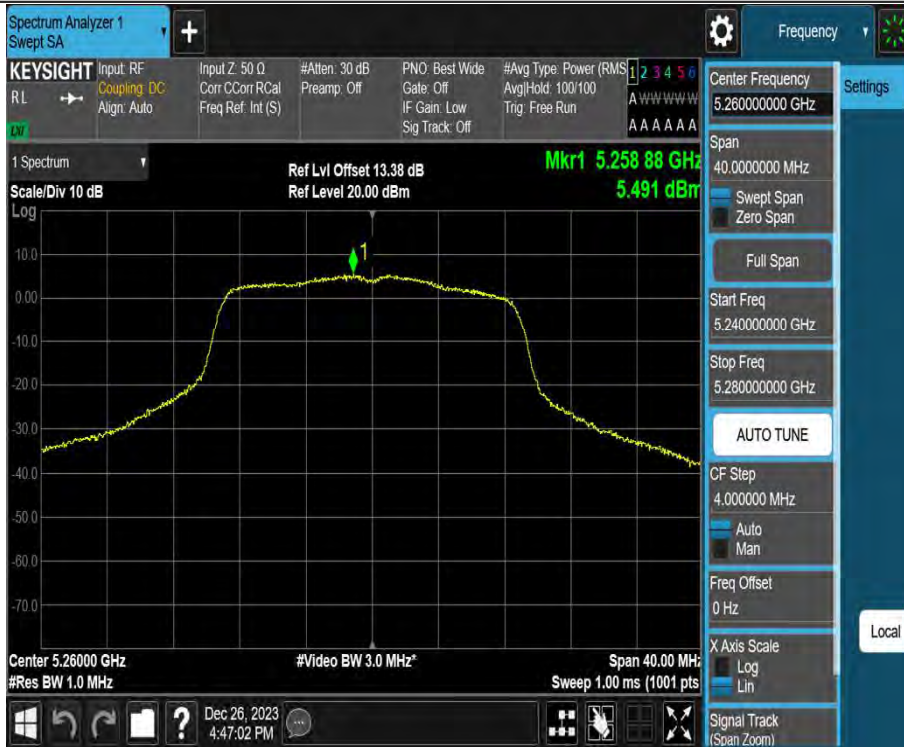 Spectrum Analyzer 1
Swept SA
+
Frequency
KEYSIGHT
RL
LXI
Input: RF
Coupling: DC
Align: Auto
Input Z: 50 Ω
Corr CCorr RCal
Freq Ref: Int (S)
#Atten: 30 dB
Preamp: Off
PNO: Best Wide
Gate: Off
IF Gain: Low
Sig Track: Off
#Avg Type: Power (RMS
Avg|Hold: 100/100
Trig: Free Run
1 2 3 4 5 6
A W W W W W
A A A A A A
1 Spectrum
Scale/Div 10 dB
Log
Ref Lvl Offset 13.38 dB
Ref Level 20.00 dBm
Mkr1 5.258 88 GHz
5.491 dBm
1
10.0
0.00
-10.0
-20.0
-30.0
-40.0
-50.0
-60.0
-70.0
Center 5.26000 GHz
#Res BW 1.0 MHz
#Video BW 3.0 MHz*
Span 40.00 MHz
Sweep 1.00 ms (1001 pts
?
Dec 26, 2023
4:47:02 PM
Center Frequency
5.260000000 GHz
Settings
Span
40.0000000 MHz
Swept Span
Zero Span
Full Span
Start Freq
5.240000000 GHz
Stop Freq
5.280000000 GHz
AUTO TUNE
CF Step
4.000000 MHz
Auto
Man
Freq Offset
0 Hz
Local
X Axis Scale
Log
Lin
Signal Track
(Span Zoom)